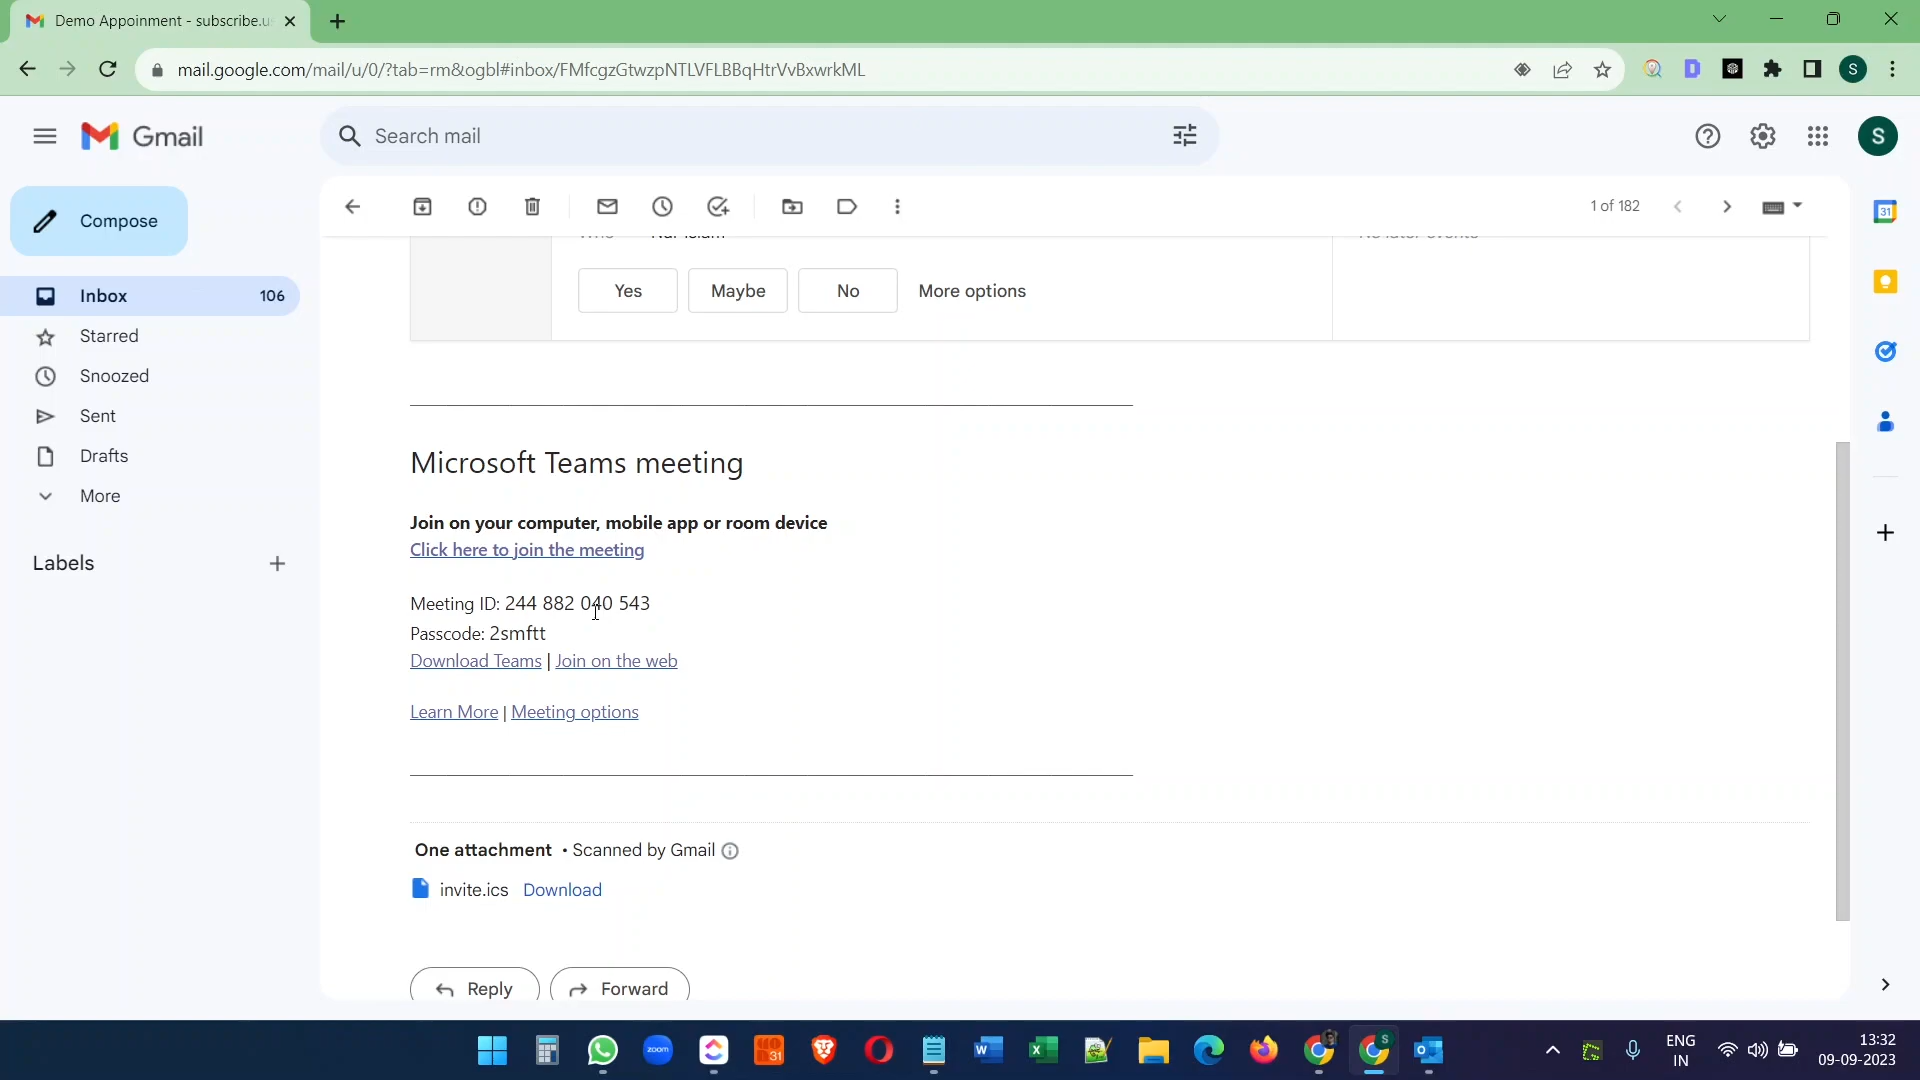 Demo Appoinment - subscribe.u
mail.google.com/mail/u/0/?tab=rm&ogbl#inbox/FMfcgzGtwzpNTLVFLBBqHtrVvBxwrkML
S
Gmail
Search mail
S
Compose
1 of 182
Inbox 106
Starred
Snoozed
Sent
Drafts
More
Labels
31
Yes Maybe No More options
Microsoft Teams meeting
Join on your computer, mobile app or room device
Click here to join the meeting
Meeting ID: 244 882 040 543
Passcode: 2smftt
Download Teams | Join on the web
Learn More | Meeting options
One attachment • Scanned by Gmail
invite.ics Download
Reply Forward
zoom
31
ENG
IN
13:32
09-09-2023